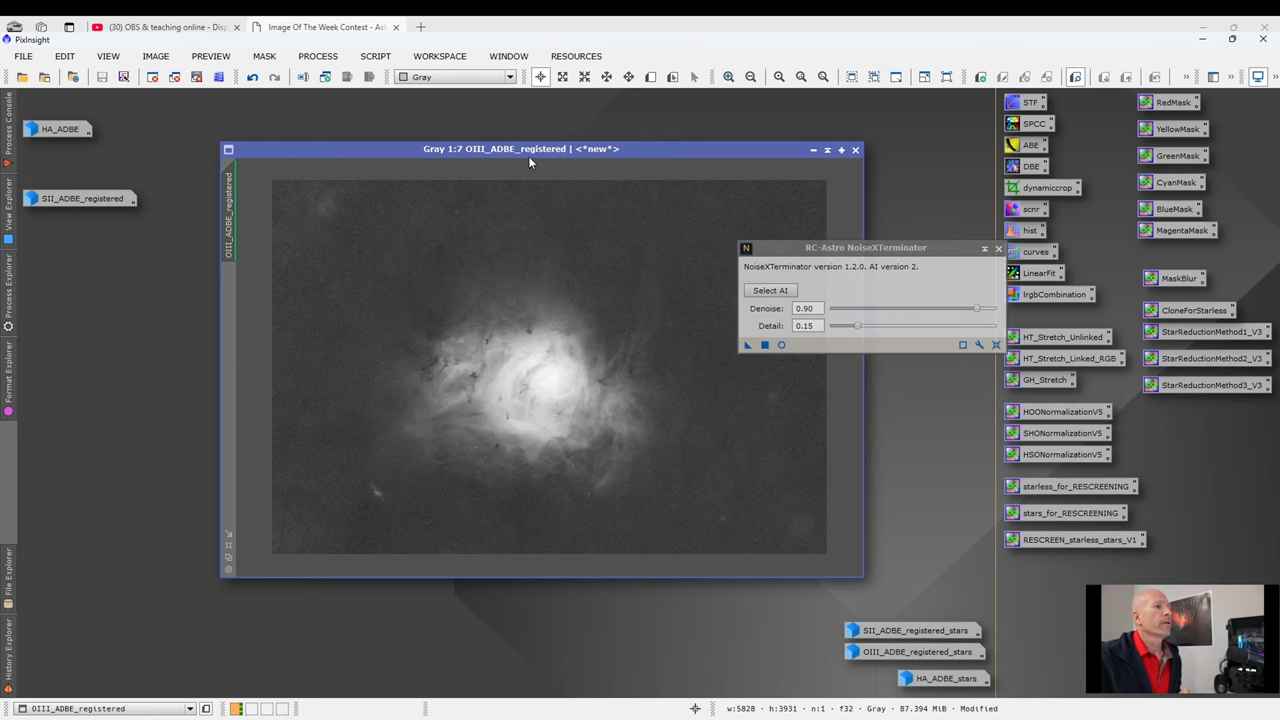 (30) OBS & teaching online - Disp
Image Of The Week Contest - As
PixInsight
FILE EDIT VIEW IMAGE PREVIEW MASK PROCESS SCRIPT WORKSPACE WINDOW RESOURCES
Gray
Process Console
View Explorer
Process Explorer
Format Explorer
File Explorer
History Explorer
HA_ADBE
SII_ADBE_registered
Gray 1:7 OIII_ADBE_registered | <*new*>
OIII_ADBE_registered
N RC-Astro NoiseXTerminator
NoiseXTerminator version 1.2.0. AI version 2.
Select AI
Denoise: 0.90
Detail: 0.15
STF
SPCC
ABE
DBE
dynamiccrop
scnr
hist
curves
LinearFit
lrgbCombination
HT_Stretch_Unlinked
HT_Stretch_Linked_RGB
GH_Stretch
HOONormalizationV5
SHONormalizationV5
HSONormalizationV5
starless_for_RESCREENING
stars_for_RESCREENING
RESCREEN_starless_stars_V1
RedMask
YellowMask
GreenMask
CyanMask
BlueMask
MagentaMask
MaskBlur
CloneForStarless
StarReductionMethod1_V3
StarReductionMethod2_V3
StarReductionMethod3_V3
SII_ADBE_registered_stars
OIII_ADBE_registered_stars
HA_ADBE_stars
OIII_ADBE_registered
w:5828 · h:3931 · n:1 · f32 · Gray · 87.394 MiB · Modified